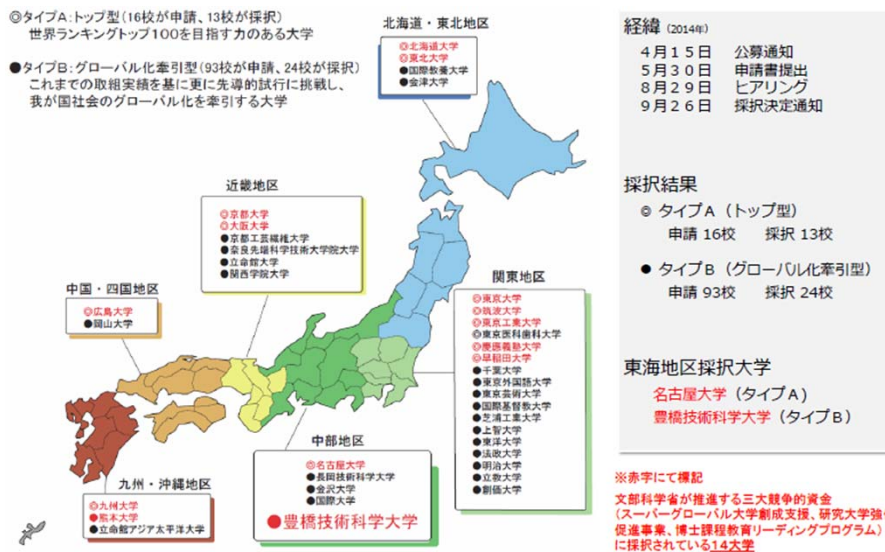 ◎タイプA:トップ型(16校が申請、13校が採択)
世界ランキングトップ100を目指す力のある大学
●タイプB:グローバル化牽引型(93校が申請、24校が採択)
これまでの取組実績を基に更に先導的試行に挑戦し、
我が国社会のグローバル化を牽引する大学
北海道・東北地区
◎北海道大学
◎東北大学
●国際教養大学
●会津大学
近畿地区
◎京都大学
◎大阪大学
●京都工芸繊維大学
●奈良先端科学技術大学院大学
●立命館大学
●関西学院大学
中国・四国地区
◎広島大学
●岡山大学
関東地区
◎東京大学
◎筑波大学
◎東京工業大学
◎東京医科歯科大学
◎慶應義塾大学
◎早稲田大学
●千葉大学
●東京外国語大学
●東京芸術大学
●国際基督教大学
●芝浦工業大学
●上智大学
●東洋大学
●法政大学
●明治大学
●立教大学
●創価大学
中部地区
◎名古屋大学
●長岡技術科学大学
●金沢大学
●国際大学
●豊橋技術科学大学
九州・沖縄地区
◎九州大学
●熊本大学
●立命館アジア太平洋大学
経緯 (2014年)
4月15日 公募通知
5月30日 申請書提出
8月29日 ヒアリング
9月26日 採択決定通知
採択結果
◎ タイプA(トップ型)
申請 16校 採択 13校
● タイプB(グローバル化牽引型)
申請 93校 採択 24校
東海地区採択大学
名古屋大学(タイプA)
豊橋技術科学大学(タイプB)
※赤字にて標記
文部科学省が推進する三大競争的資金
(スーパーグローバル大学創成支援、研究大学強
促進事業、博士課程教育リーディングプログラム)
に採択されている14大学